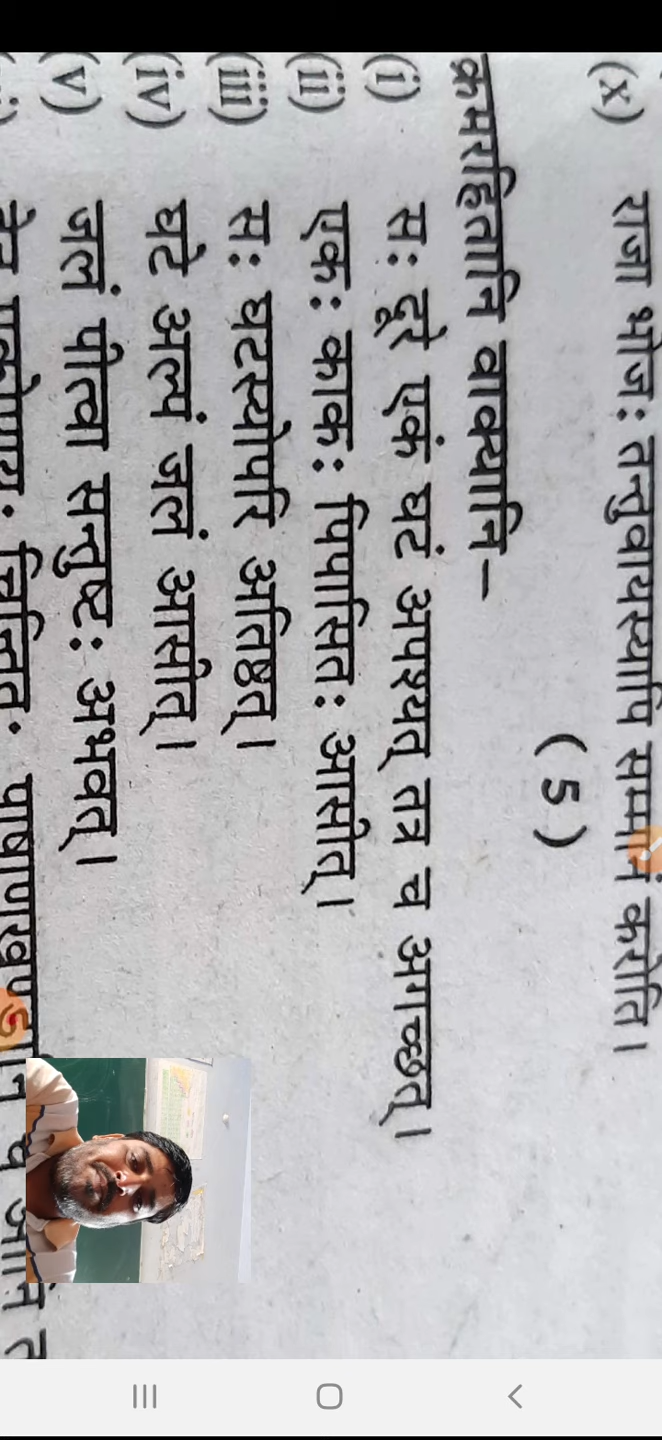 (x) राजा भोजः तन्तुवायस्यापि सम्मानं करोति।
(5)
क्रमरहितानि वाक्यानि–
(i) सः दूरे एकं घटं अपश्यत् तत्र च अगच्छत्।
(ii) एकः काकः पिपासितः आसीत्।
(iii) सः घटस्योपरि अतिष्ठत्।
(iv) घटे अल्पं जलं आसीत्।
(v) जलं पीत्वा सन्तुष्टः अभवत्।